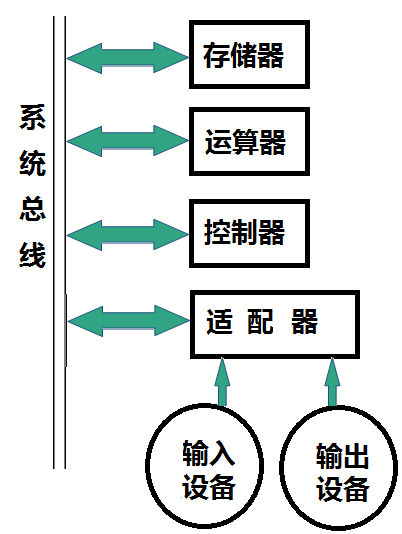 系统总线
存储器
运算器
控制器
适 配 器
输入
设备
输出
设备